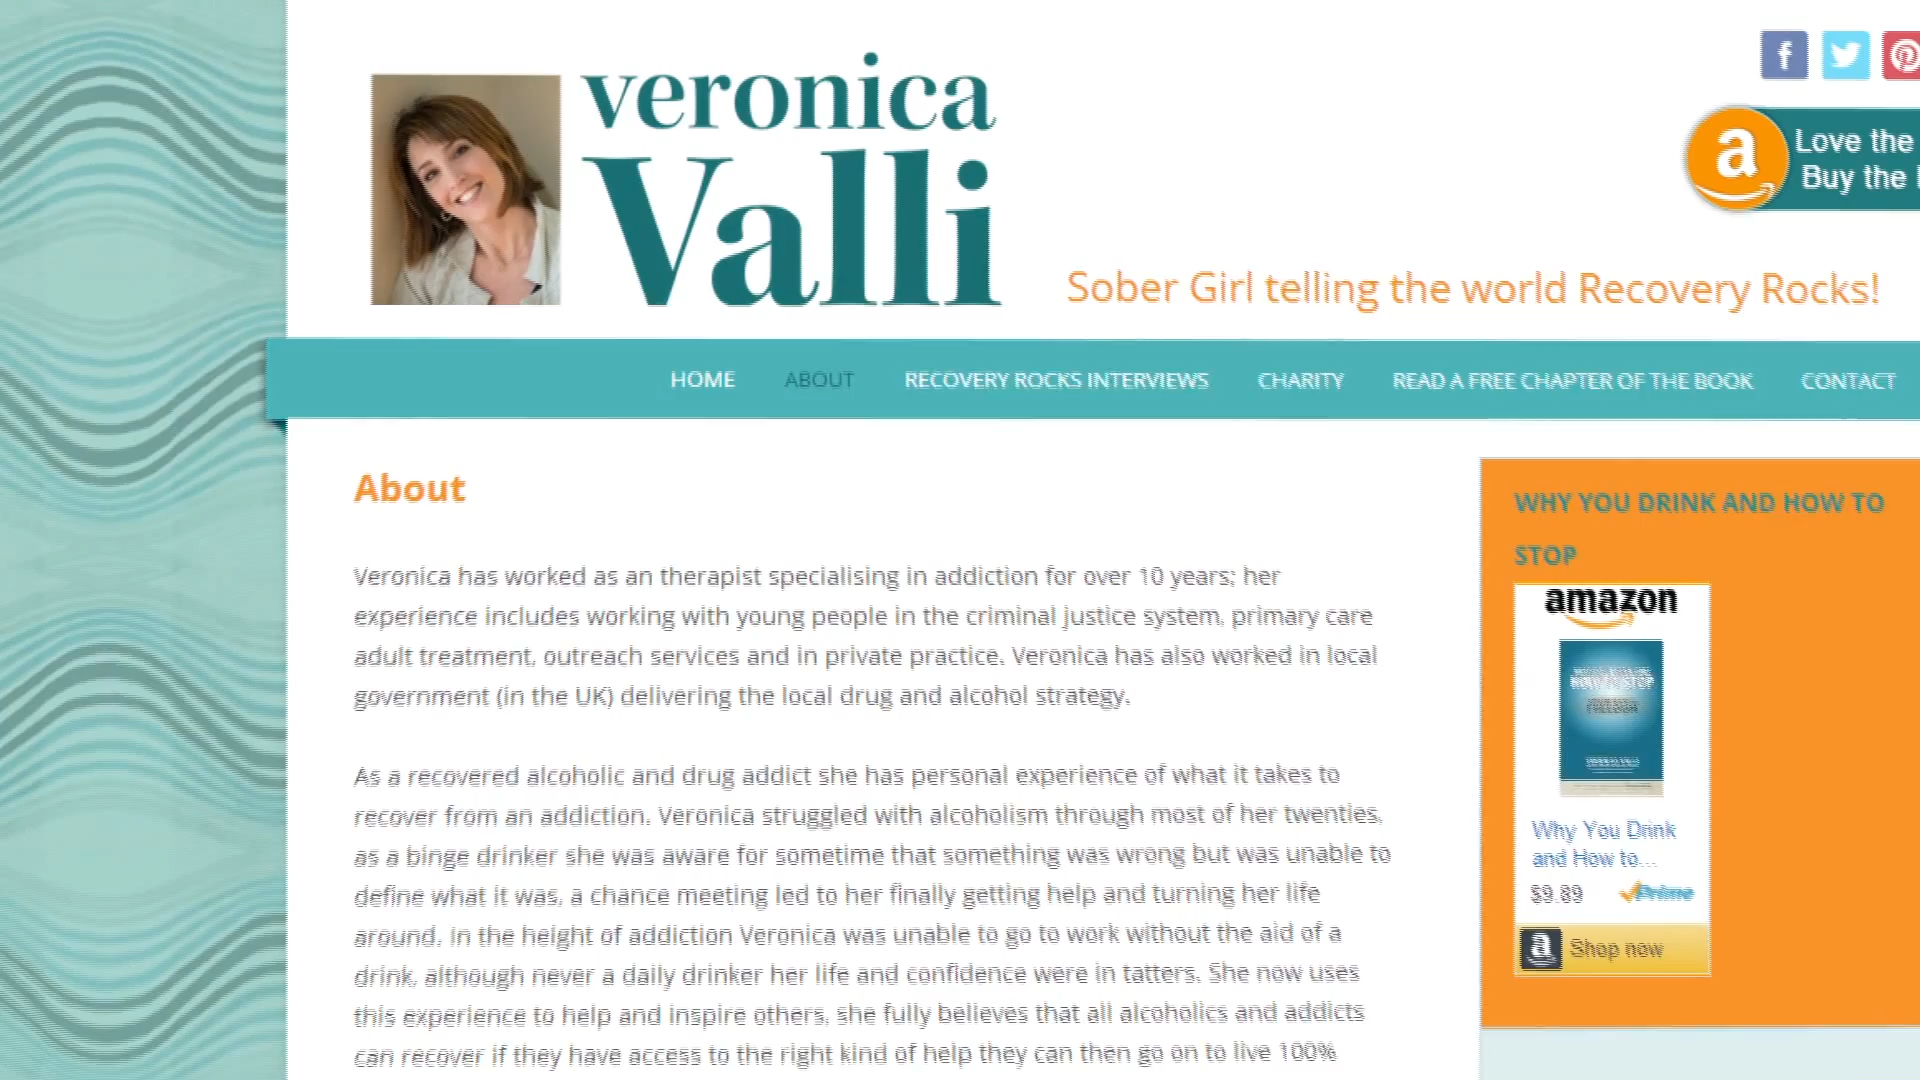 veronica
Valli
f
a
Love the
Buy the
Sober Girl telling the world Recovery Rocks!
HOME ABOUT RECOVERY ROCKS INTERVIEWS CHARITY READ A FREE CHAPTER OF THE BOOK CONTACT
About
Veronica has worked as an therapist specialising in addiction for over 10 years; her
experience includes working with young people in the criminal justice system, primary care
adult treatment, outreach services and in private practice. Veronica has also worked in local
government (in the UK) delivering the local drug and alcohol strategy.
As a recovered alcoholic and drug addict she has personal experience of what it takes to
recover from an addiction. Veronica struggled with alcoholism through most of her twenties,
as a binge drinker she was aware for sometime that something was wrong but was unable to
define what it was, a chance meeting led to her finally getting help and turning her life
around. In the height of addiction Veronica was unable to go to work without the aid of a
drink, although never a daily drinker her life and confidence were in tatters. She now uses
this experience to help and inspire others, she fully believes that all alcoholics and addicts
can recover if they have access to the right kind of help they can then go on to live 100%
WHY YOU DRINK AND HOW TO
STOP
amazon
HOW TO STOP
FREEDOM
Why You Drink
and How to...
$9.89 Prime
a Shop now